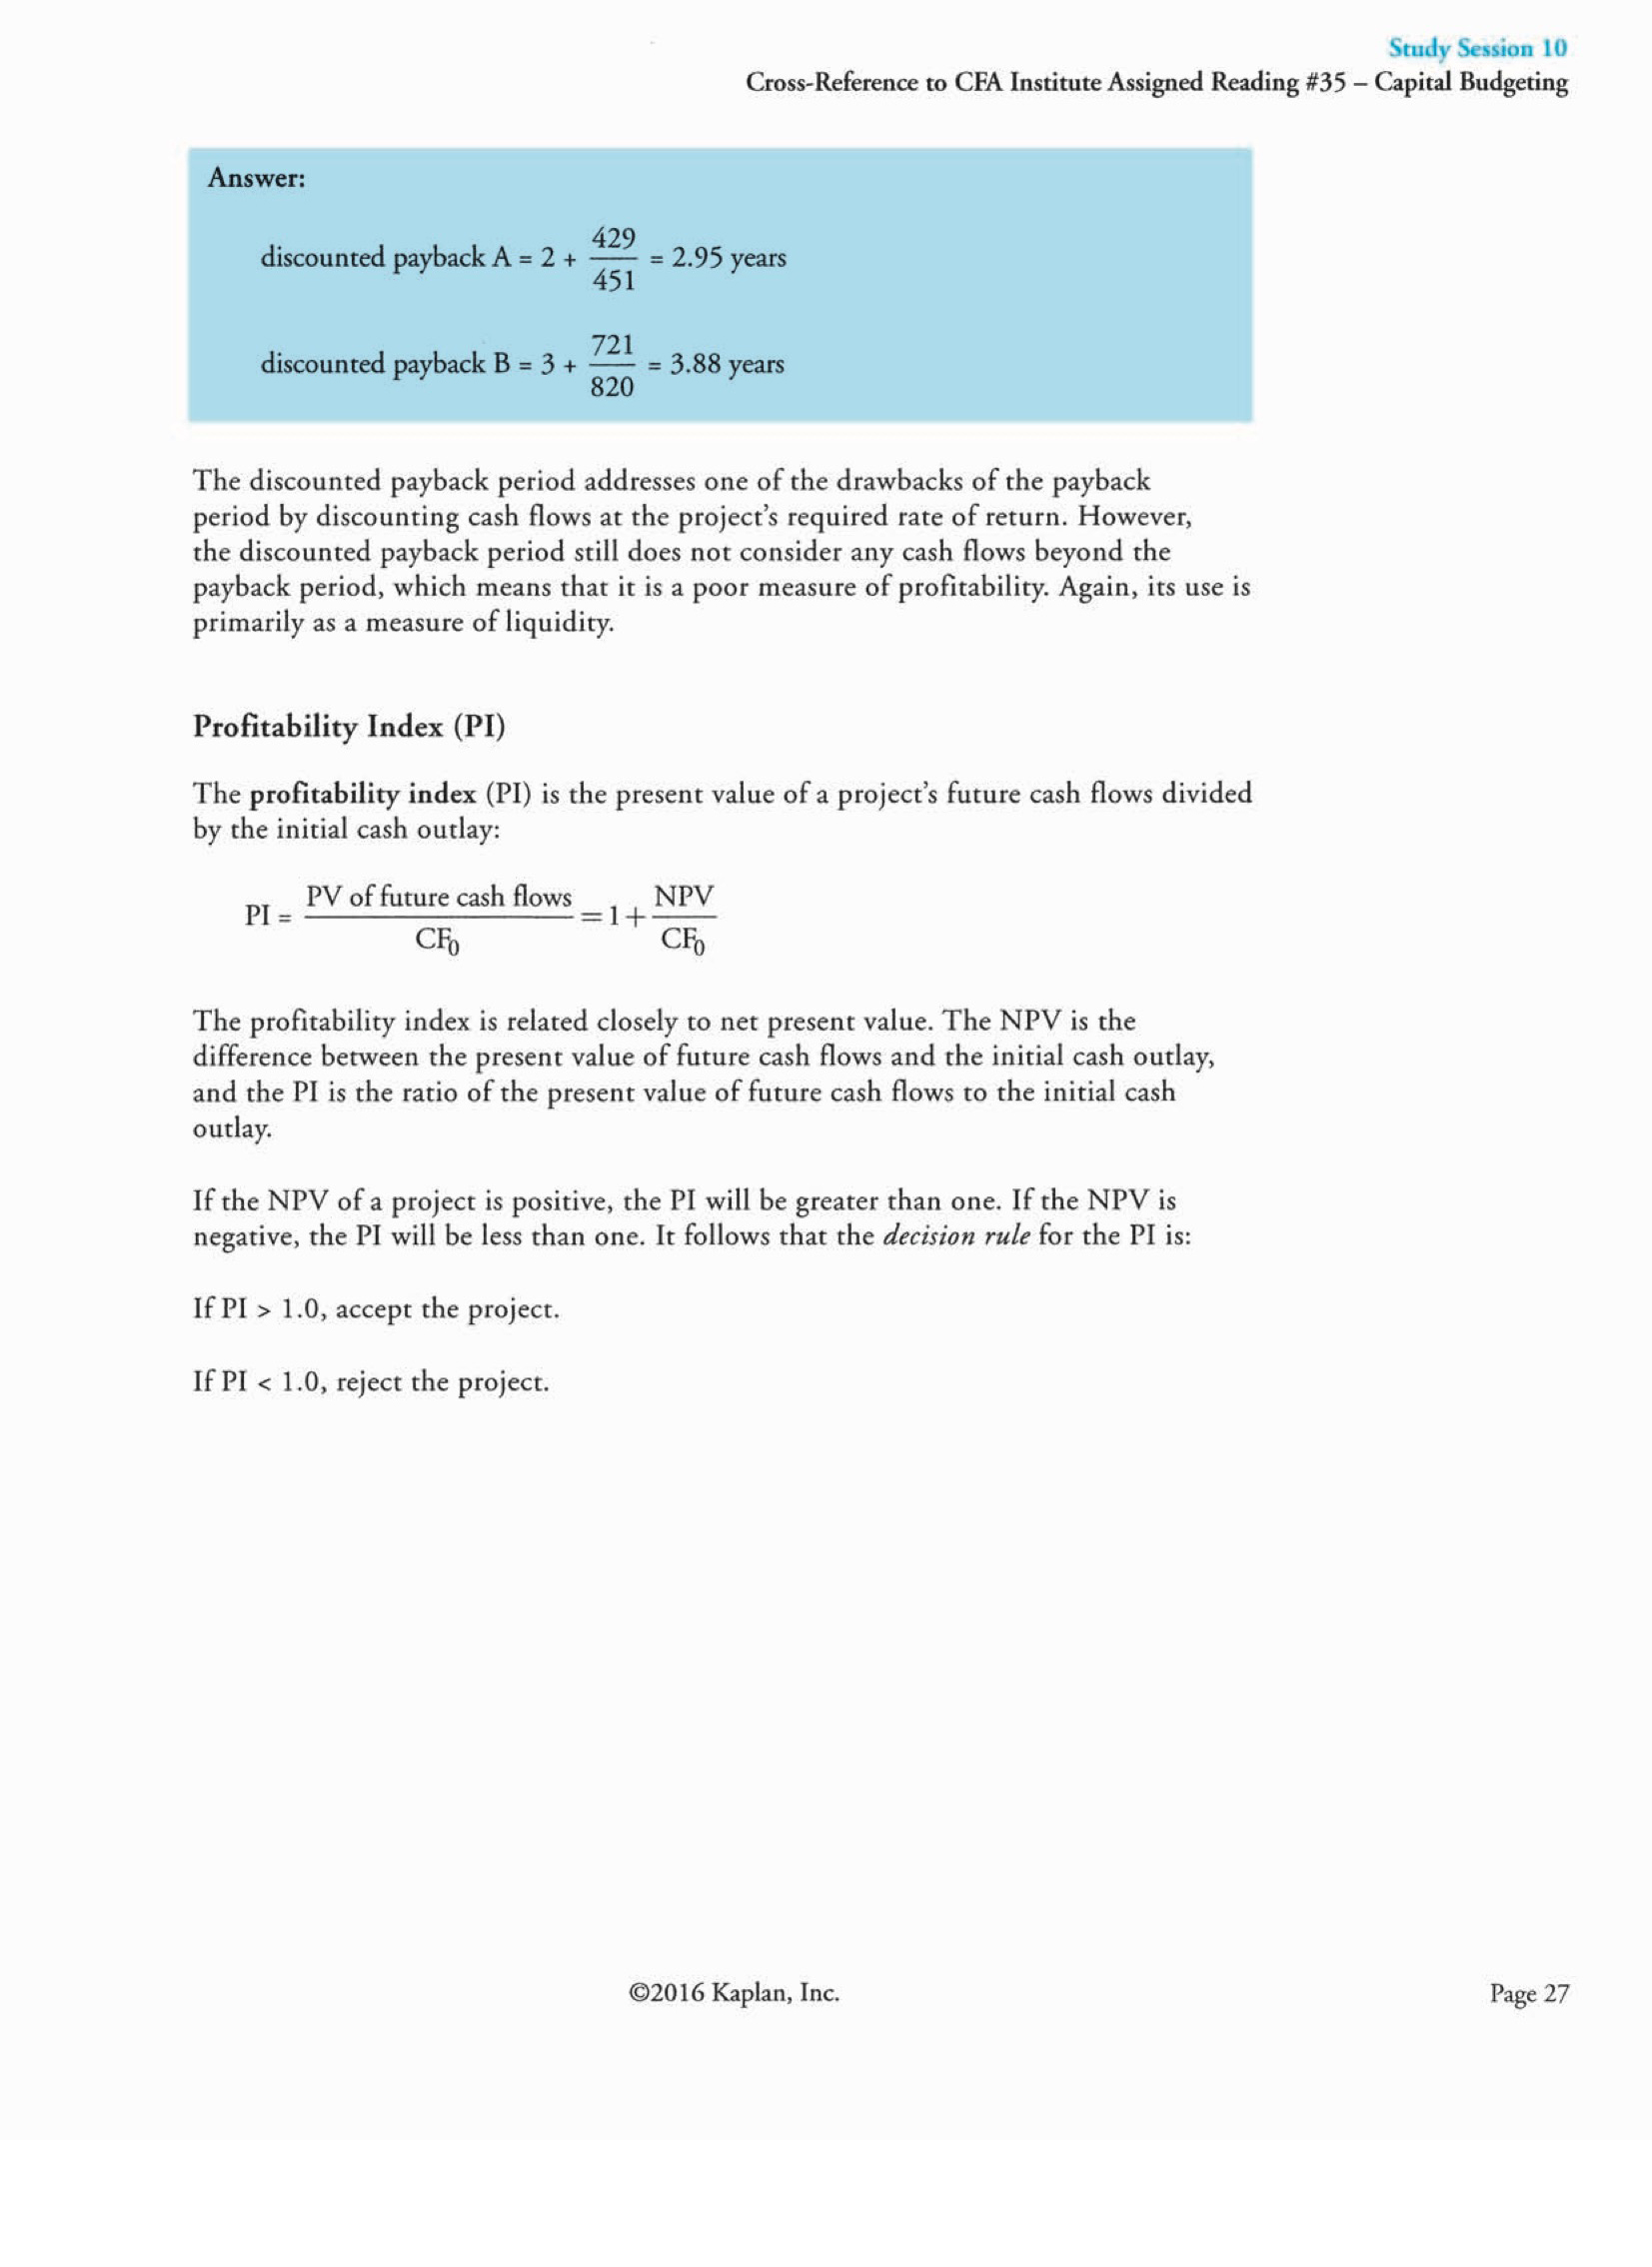 Study Session 10
Cross-Reference to CFA Institute Assigned Reading #35 – Capital Budgeting
Answer:
discounted payback A = 2 + 429/451 = 2.95 years
discounted payback B = 3 + 721/820 = 3.88 years
The discounted payback period addresses one of the drawbacks of the payback
period by discounting cash flows at the project's required rate of return. However,
the discounted payback period still does not consider any cash flows beyond the
payback period, which means that it is a poor measure of profitability. Again, its use is
primarily as a measure of liquidity.
Profitability Index (PI)
The profitability index (PI) is the present value of a project's future cash flows divided
by the initial cash outlay:
PI = PV of future cash flows/CF₀ = 1 + NPV/CF₀
The profitability index is related closely to net present value. The NPV is the
difference between the present value of future cash flows and the initial cash outlay,
and the PI is the ratio of the present value of future cash flows to the initial cash
outlay.
If the NPV of a project is positive, the PI will be greater than one. If the NPV is
negative, the PI will be less than one. It follows that the decision rule for the PI is:
If PI > 1.0, accept the project.
If PI < 1.0, reject the project.
©2016 Kaplan, Inc.
Page 27